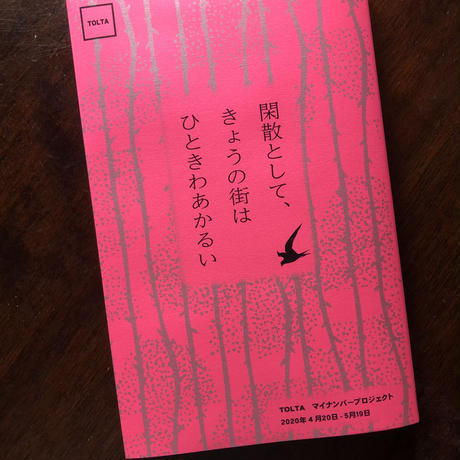 TOLTA
閑散として、
きょうの街は
ひときわあかるい
TOLTA マイナンバープロジェクト
2020年4月20日-5月19日